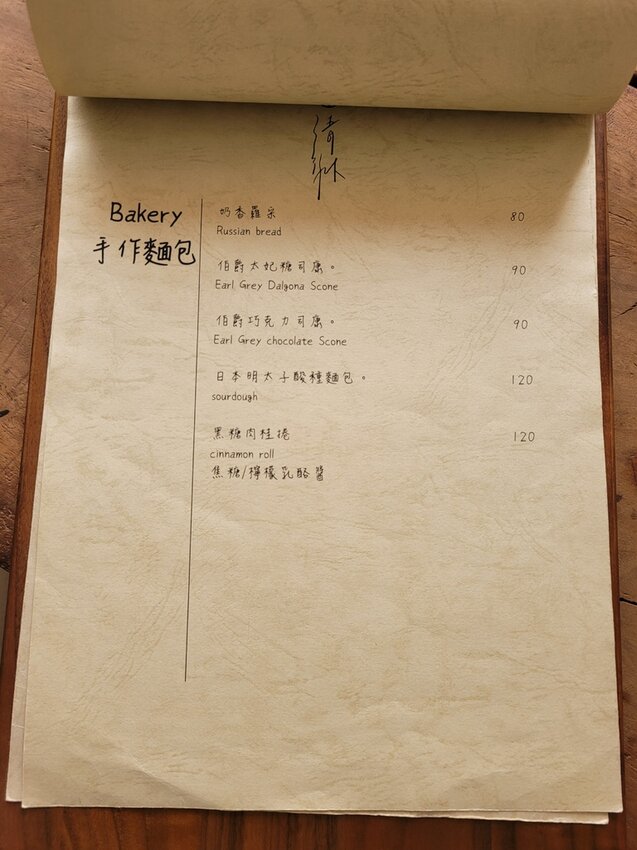 Bakery
手作麵包
奶香羅宋 80
Russian bread
伯爵太妃糖司康。 90
Earl Grey Dalgona Scone
伯爵巧克力司康。 90
Earl Grey chocolate Scone
日本明太子酸種麵包。 120
sourdough
黑糖肉桂捲 120
cinnamon roll
焦糖/檸檬乳酪醬